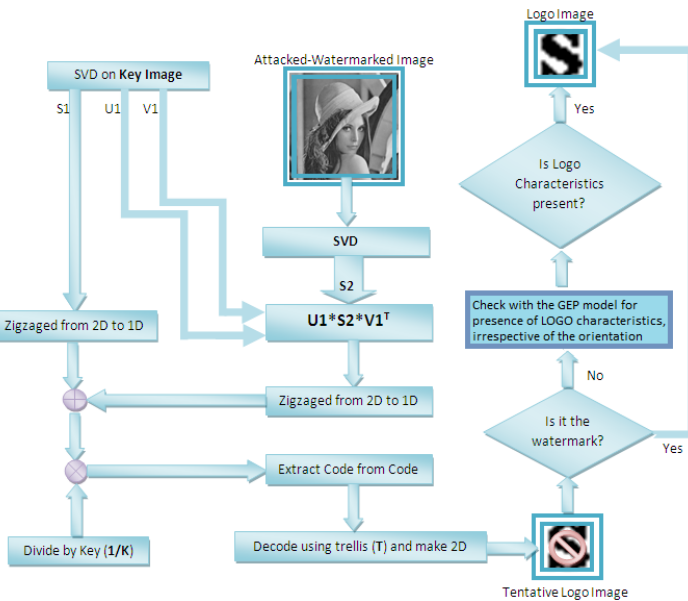 Logo Image
Attacked-Watermarked Image
SVD on Key Image
S1 U1 V1
Yes
Is Logo
Characteristics
present?
SVD
S2
Check with the GEP model for
presence of LOGO characteristics,
irrespective of the orientation
Zigzaged from 2D to 1D
U1*S2*V1ᵀ
No
Zigzaged from 2D to 1D
Is it the
watermark?
Yes
Extract Code from Code
Divide by Key (1/K)
Decode using trellis (T) and make 2D
Tentative Logo Image